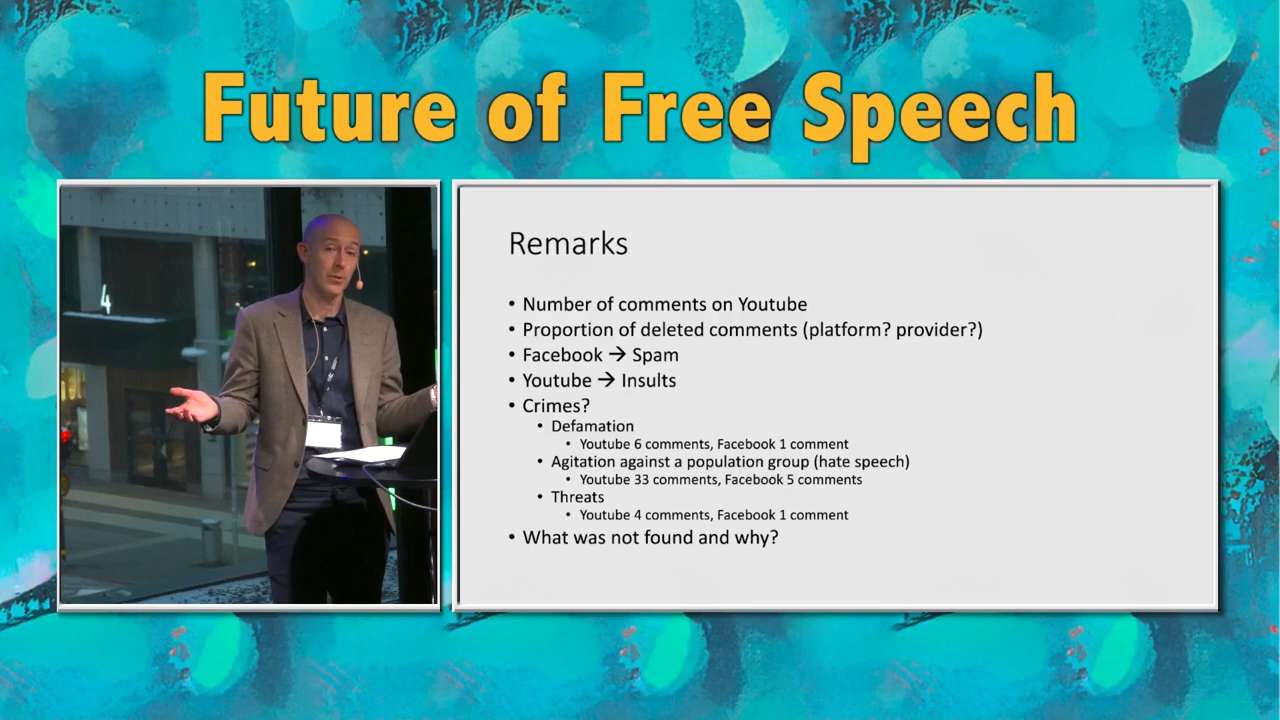 Future of Free Speech
4
Remarks
• Number of comments on Youtube
• Proportion of deleted comments (platform? provider?)
• Facebook → Spam
• Youtube → Insults
• Crimes?
• Defamation
• Youtube 6 comments, Facebook 1 comment
• Agitation against a population group (hate speech)
• Youtube 33 comments, Facebook 5 comments
• Threats
• Youtube 4 comments, Facebook 1 comment
• What was not found and why?